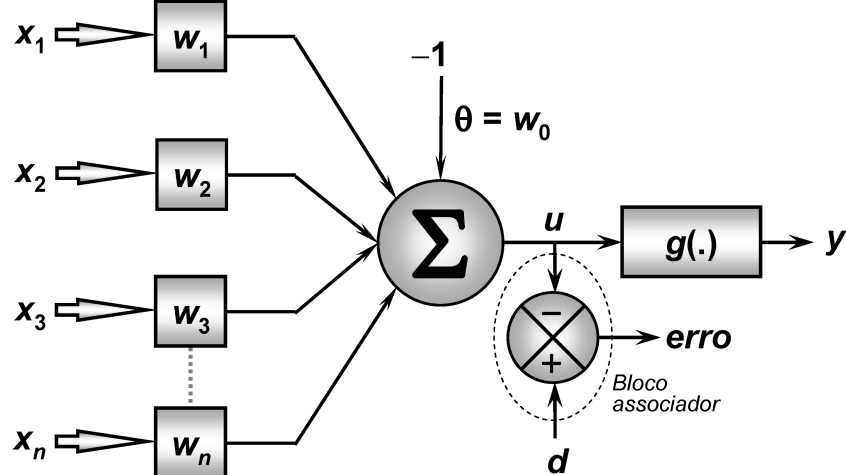 x₁ w₁
−1
θ = w₀
x₂ w₂
Σ
u
g(.)
y
x₃ w₃
−
+
erro
Bloco
associador
xₙ wₙ
d